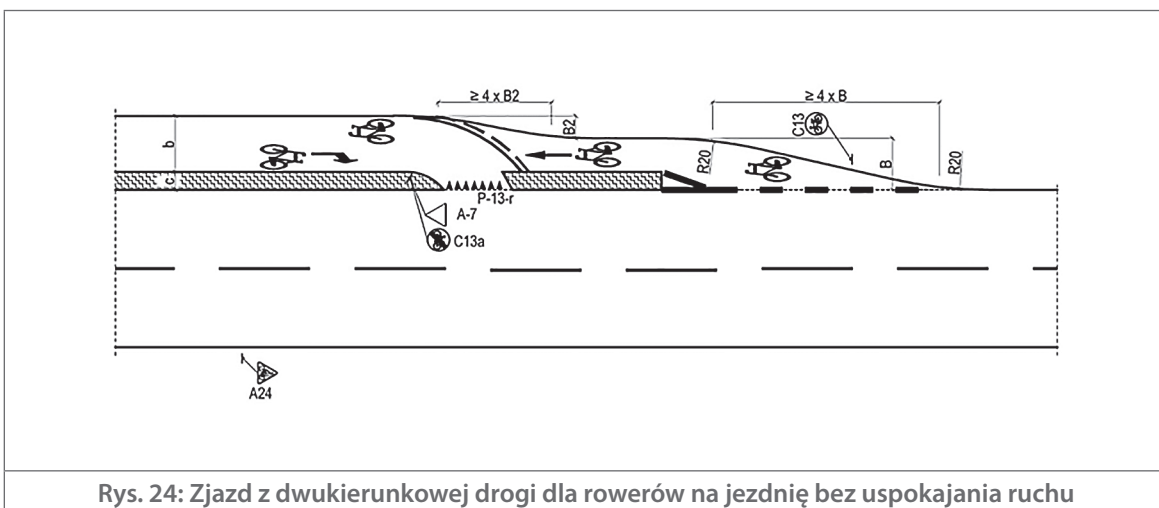 ≥ 4 x B2
≥ 4 x B
B2
C13
b
R20
B
R20
c
P-13-r
A-7
C13a
A24
Rys. 24: Zjazd z dwukierunkowej drogi dla rowerów na jezdnię bez uspokajania ruchu